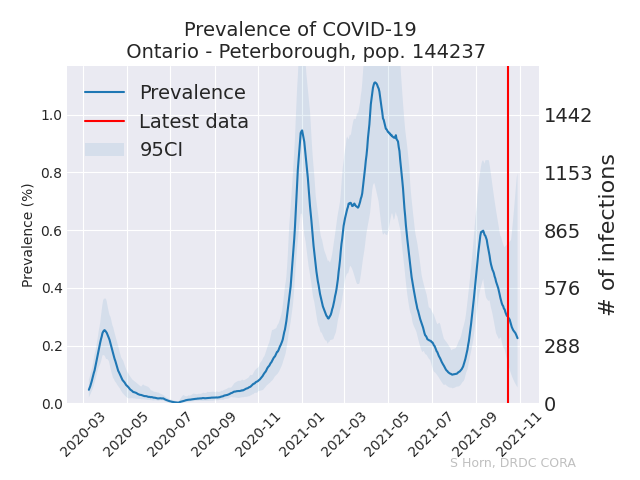 Prevalence of COVID-19
Ontario - Peterborough, pop. 144237
Prevalence
Latest data
95CI
Prevalence (%)
1.0
0.8
0.6
0.4
0.2
0.0
1442
1153
865
576
288
0
# of infections
2020-03
2020-05
2020-07
2020-09
2020-11
2021-01
2021-03
2021-05
2021-07
2021-09
2021-11
S Horn, DRDC CORA